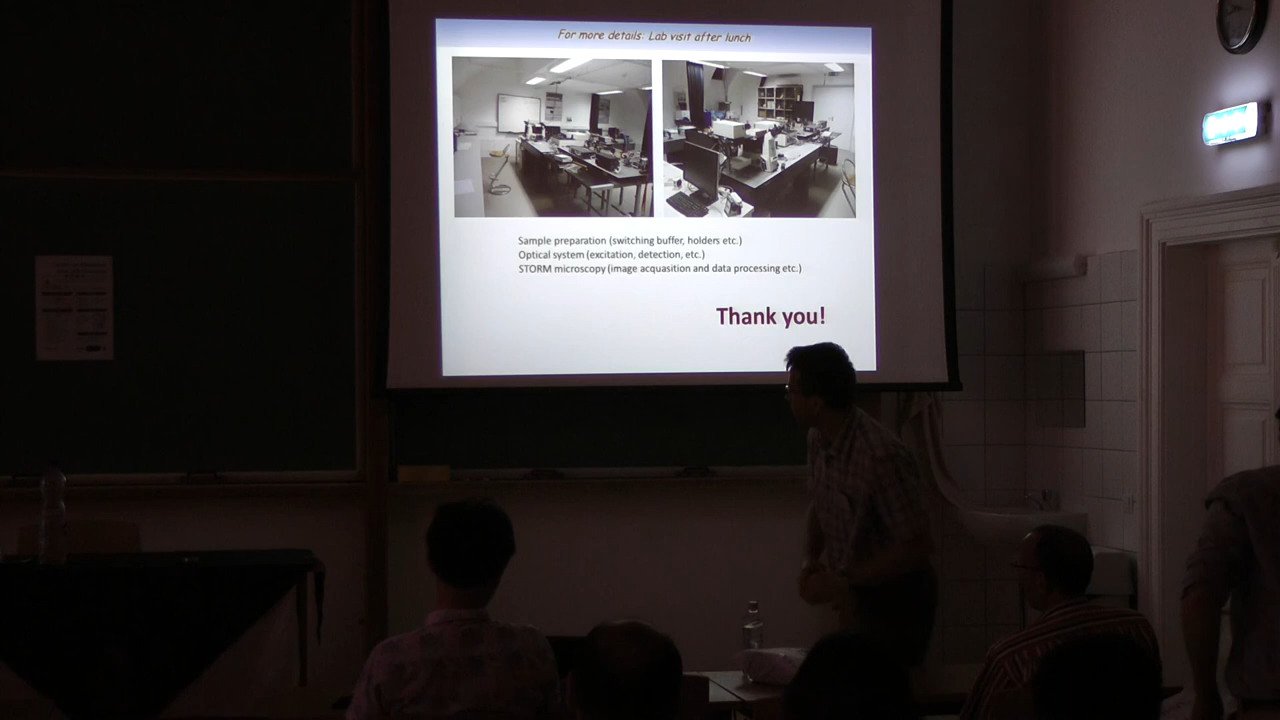 For more details: Lab visit after lunch
Sample preparation (switching buffer, holders etc.)
Optical system (excitation, detection, etc.)
STORM microscopy (image acquasition and data processing etc.)
Thank you!